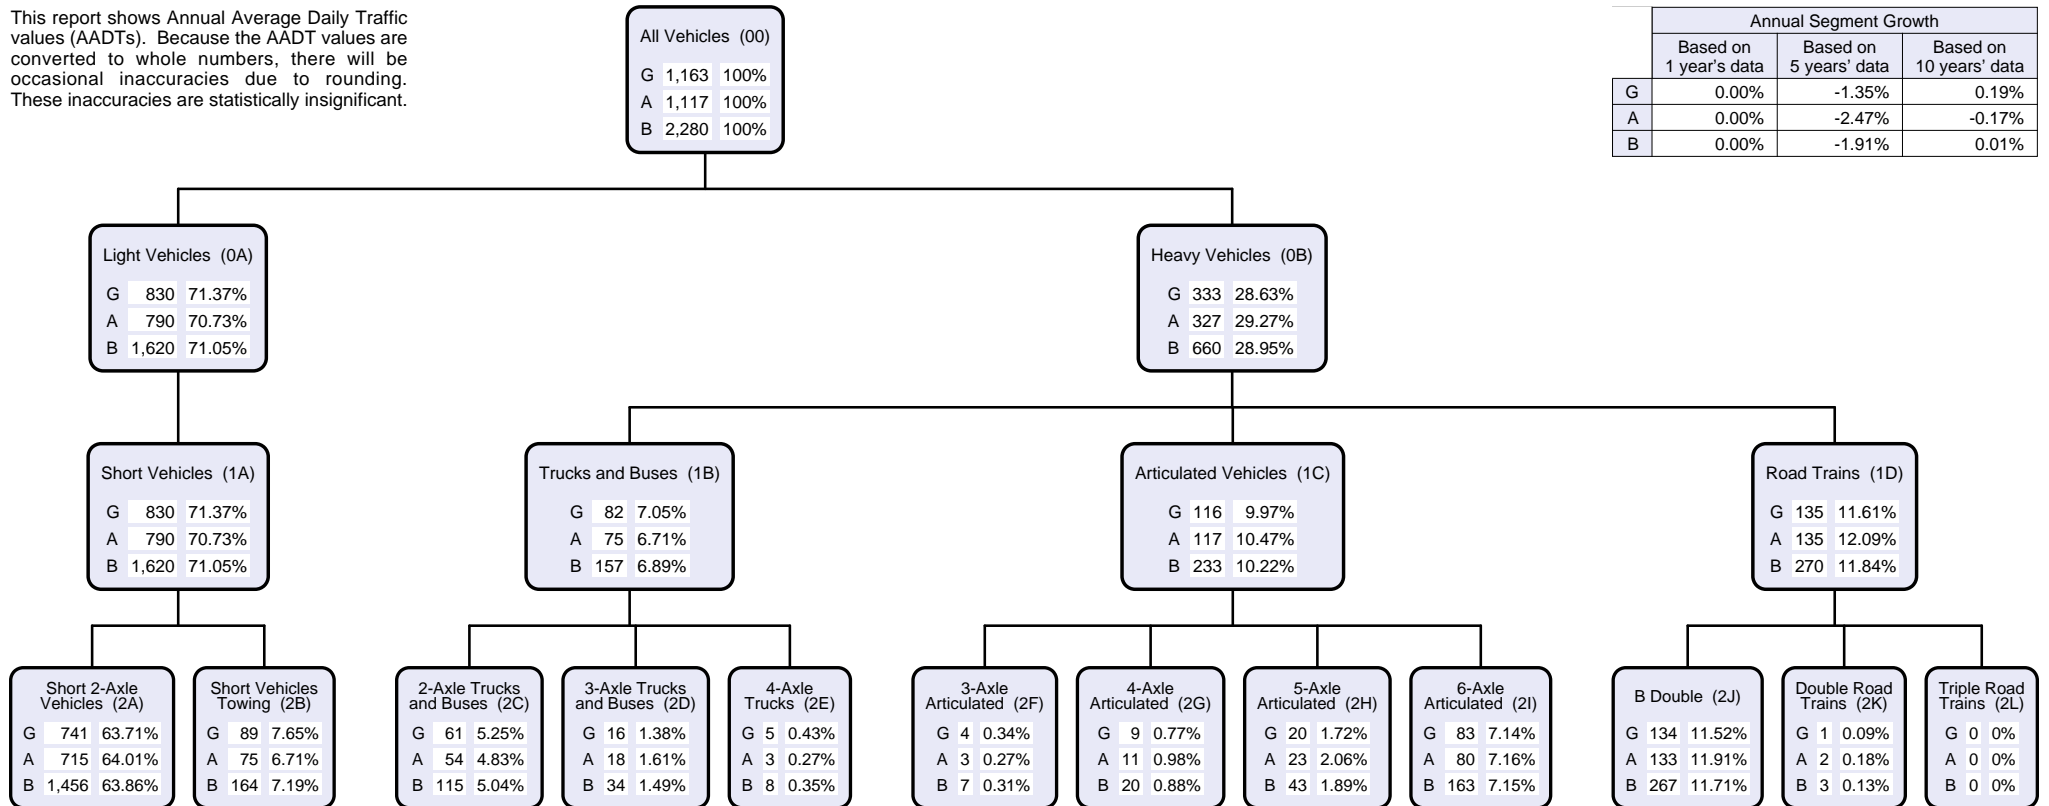 This report shows Annual Average Daily Traffic
values (AADTs). Because the AADT values are
converted to whole numbers, there will be
occasional inaccuracies due to rounding.
These inaccuracies are statistically insignificant.
All Vehicles (00)
G 1,163 100%
A 1,117 100%
B 2,280 100%
Annual Segment Growth
Based on 1 year's data Based on 5 years' data Based on 10 years' data
G 0.00% -1.35% 0.19%
A 0.00% -2.47% -0.17%
B 0.00% -1.91% 0.01%
Light Vehicles (0A)
G 830 71.37%
A 790 70.73%
B 1,620 71.05%
Heavy Vehicles (0B)
G 333 28.63%
A 327 29.27%
B 660 28.95%
Short Vehicles (1A)
G 830 71.37%
A 790 70.73%
B 1,620 71.05%
Trucks and Buses (1B)
G 82 7.05%
A 75 6.71%
B 157 6.89%
Articulated Vehicles (1C)
G 116 9.97%
A 117 10.47%
B 233 10.22%
Road Trains (1D)
G 135 11.61%
A 135 12.09%
B 270 11.84%
Short 2-Axle
Vehicles (2A)
G 741 63.71%
A 715 64.01%
B 1,456 63.86%
Short Vehicles
Towing (2B)
G 89 7.65%
A 75 6.71%
B 164 7.19%
2-Axle Trucks
and Buses (2C)
G 61 5.25%
A 54 4.83%
B 115 5.04%
3-Axle Trucks
and Buses (2D)
G 16 1.38%
A 18 1.61%
B 34 1.49%
4-Axle
Trucks (2E)
G 5 0.43%
A 3 0.27%
B 8 0.35%
3-Axle
Articulated (2F)
G 4 0.34%
A 3 0.27%
B 7 0.31%
4-Axle
Articulated (2G)
G 9 0.77%
A 11 0.98%
B 20 0.88%
5-Axle
Articulated (2H)
G 20 1.72%
A 23 2.06%
B 43 1.89%
6-Axle
Articulated (2I)
G 83 7.14%
A 80 7.16%
B 163 7.15%
B Double (2J)
G 134 11.52%
A 133 11.91%
B 267 11.71%
Double Road
Trains (2K)
G 1 0.09%
A 2 0.18%
B 3 0.13%
Triple Road
Trains (2L)
G 0 0%
A 0 0%
B 0 0%